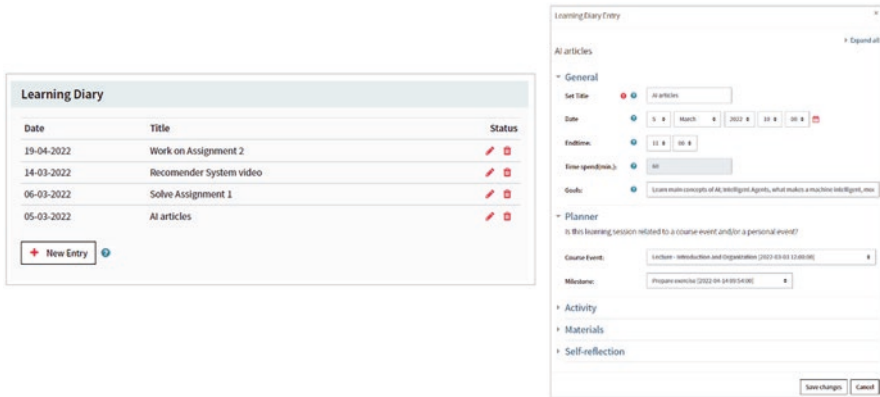 Learning Diary
Date Title Status
19-04-2022 Work on Assignment 2
14-03-2022 Recomender System video
06-03-2022 Solve Assignment 1
05-03-2022 AI articles
+ New Entry
Learning Diary Entry ×
Expand all
AI articles
General
Set Title AI articles
Date 5 March 2022 10 00
Endtime: 11 00
Time spend(min.): 60
Goals: Learn main concepts of AI; Intelligent Agents, what makes a machine intelligent, mor
Planner
Is this learning session related to a course event and/or a personal event?
Course Event: Lecture - Introduction and Organization [2022-03-03 12:00:00]
Milestone: Prepare exercise [2022-04-14 09:54:00]
Activity
Materials
Self-reflection
Save changes Cancel